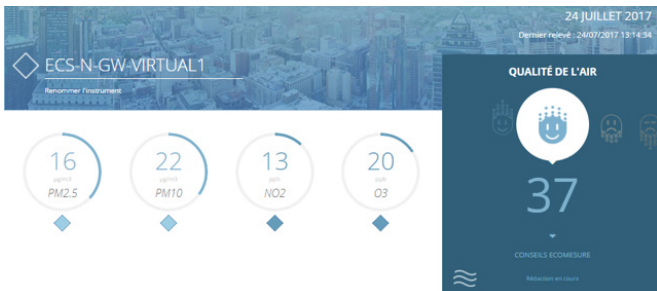 24 JUILLET 2017
Dernier relevé : 24/07/2017 13:14:34
ECS-N-GW-VIRTUAL1
Renommer l'instrument
QUALITÉ DE L'AIR
16
µg/m3
PM2.5
22
µg/m3
PM10
13
ppb
NO2
20
ppb
O3
37
CONSEILS ECOMESURE
Rédaction en cours